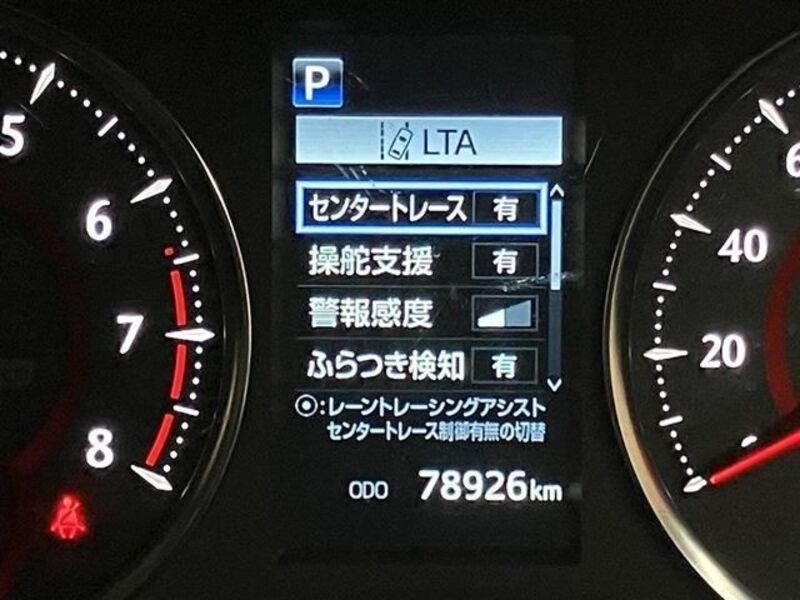 P
LTA
センタートレース 有
操舵支援 有
警報感度
ふらつき検知 有
◉:レーントレーシングアシスト
センタートレース制御有無の切替
ODO 78926km
5
6
7
8
6
40
20